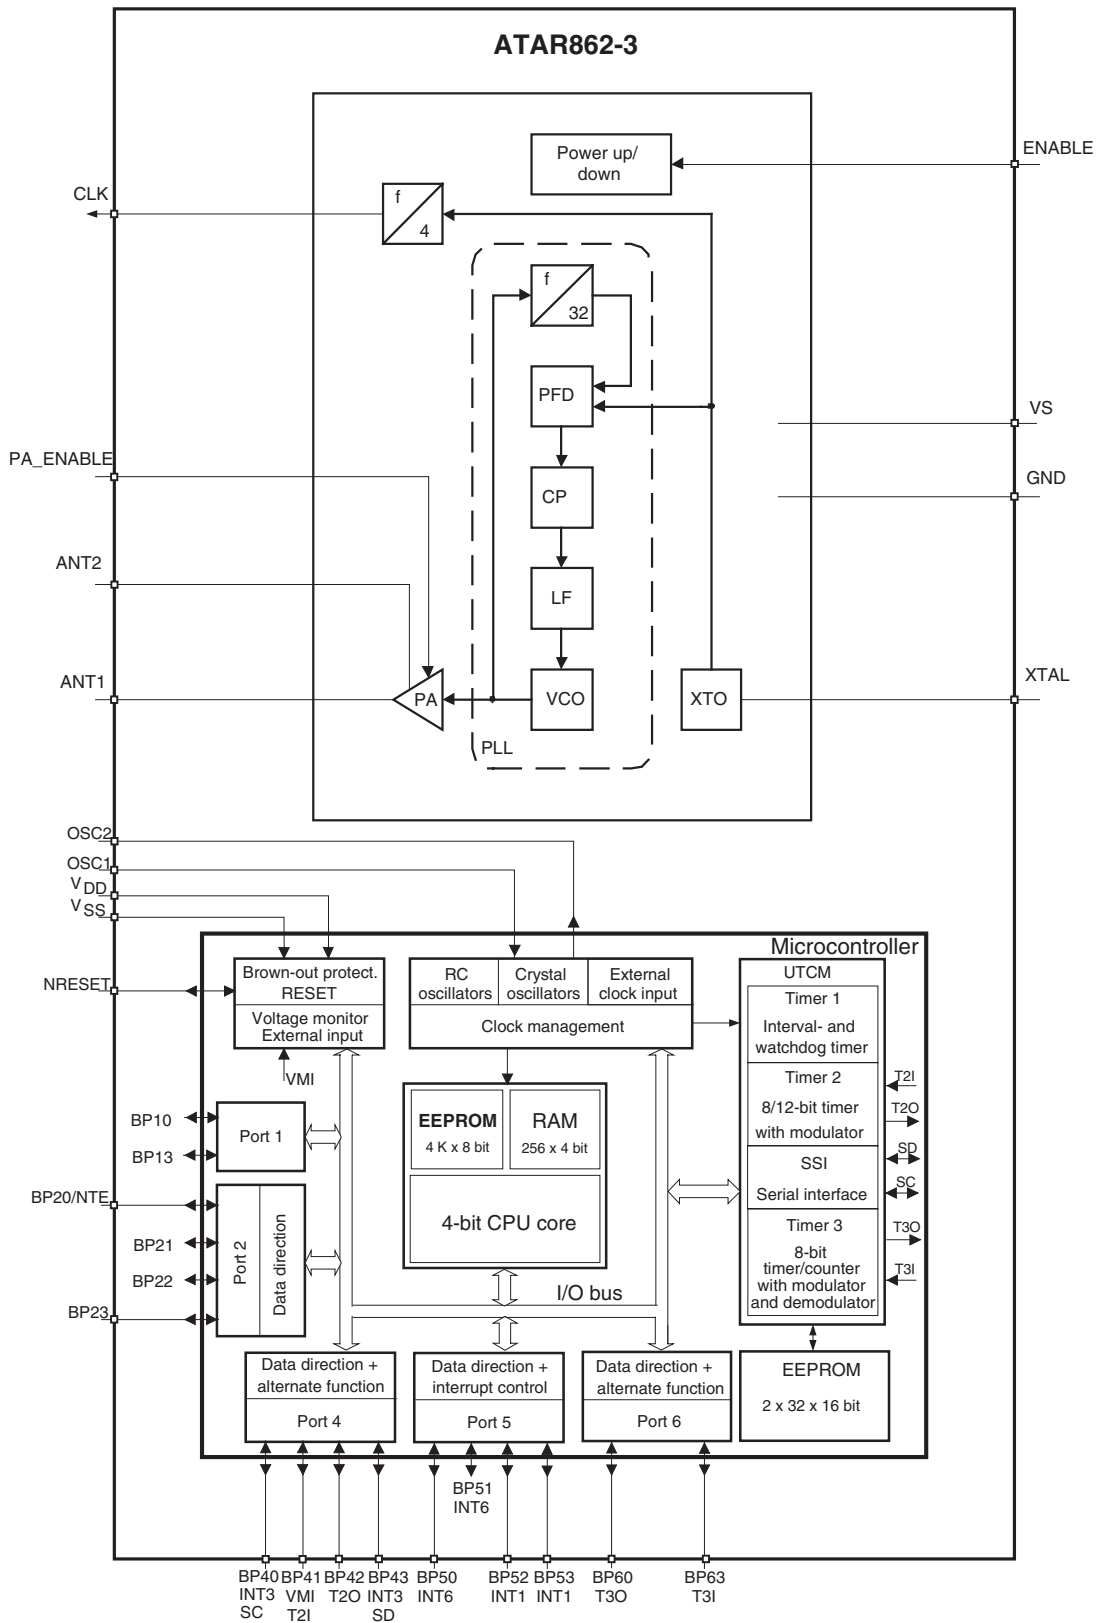 ATAR862-3
Power up/
down
ENABLE
CLK
f
4
f
32
PFD
VS
PA_ENABLE
CP
GND
ANT2
LF
ANT1
PA
VCO
XTO
XTAL
PLL
OSC2
OSC1
VDD
VSS
Microcontroller
NRESET
Brown-out protect.
RESET
Voltage monitor
External input
VMI
RC
oscillators
Crystal
oscillators
External
clock input
Clock management
UTCM
Timer 1
Interval- and
watchdog timer
Timer 2
8/12-bit timer
with modulator
SSI
Serial interface
Timer 3
8-bit
timer/counter
with modulator
and demodulator
T2I
T2O
SD
SC
T3O
T3I
EEPROM
4 K x 8 bit
RAM
256 x 4 bit
4-bit CPU core
BP10
Port 1
BP13
BP20/NTE
BP21
BP22
BP23
Port 2
Data direction
I/O bus
Data direction +
alternate function
Port 4
Data direction +
interrupt control
Port 5
Data direction +
alternate function
Port 6
EEPROM
2 x 32 x 16 bit
BP51
INT6
BP40
INT3
SC
BP41
VMI
T2I
BP42
T2O
BP43
INT3
SD
BP50
INT6
BP52
INT1
BP53
INT1
BP60
T3O
BP63
T3I